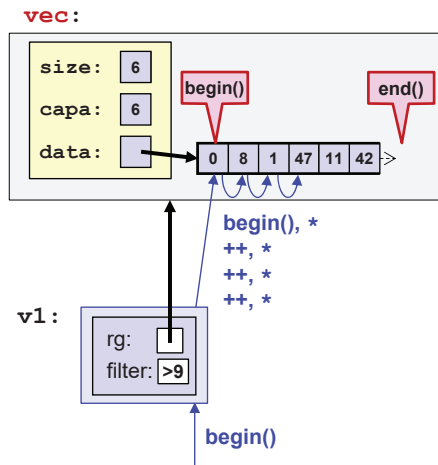 vec:
size: 6
begin()
end()
capa: 6
data:
0 8 1 47 11 42
begin(), *
++, *
++, *
++, *
v1:
rg:
filter: >9
begin()